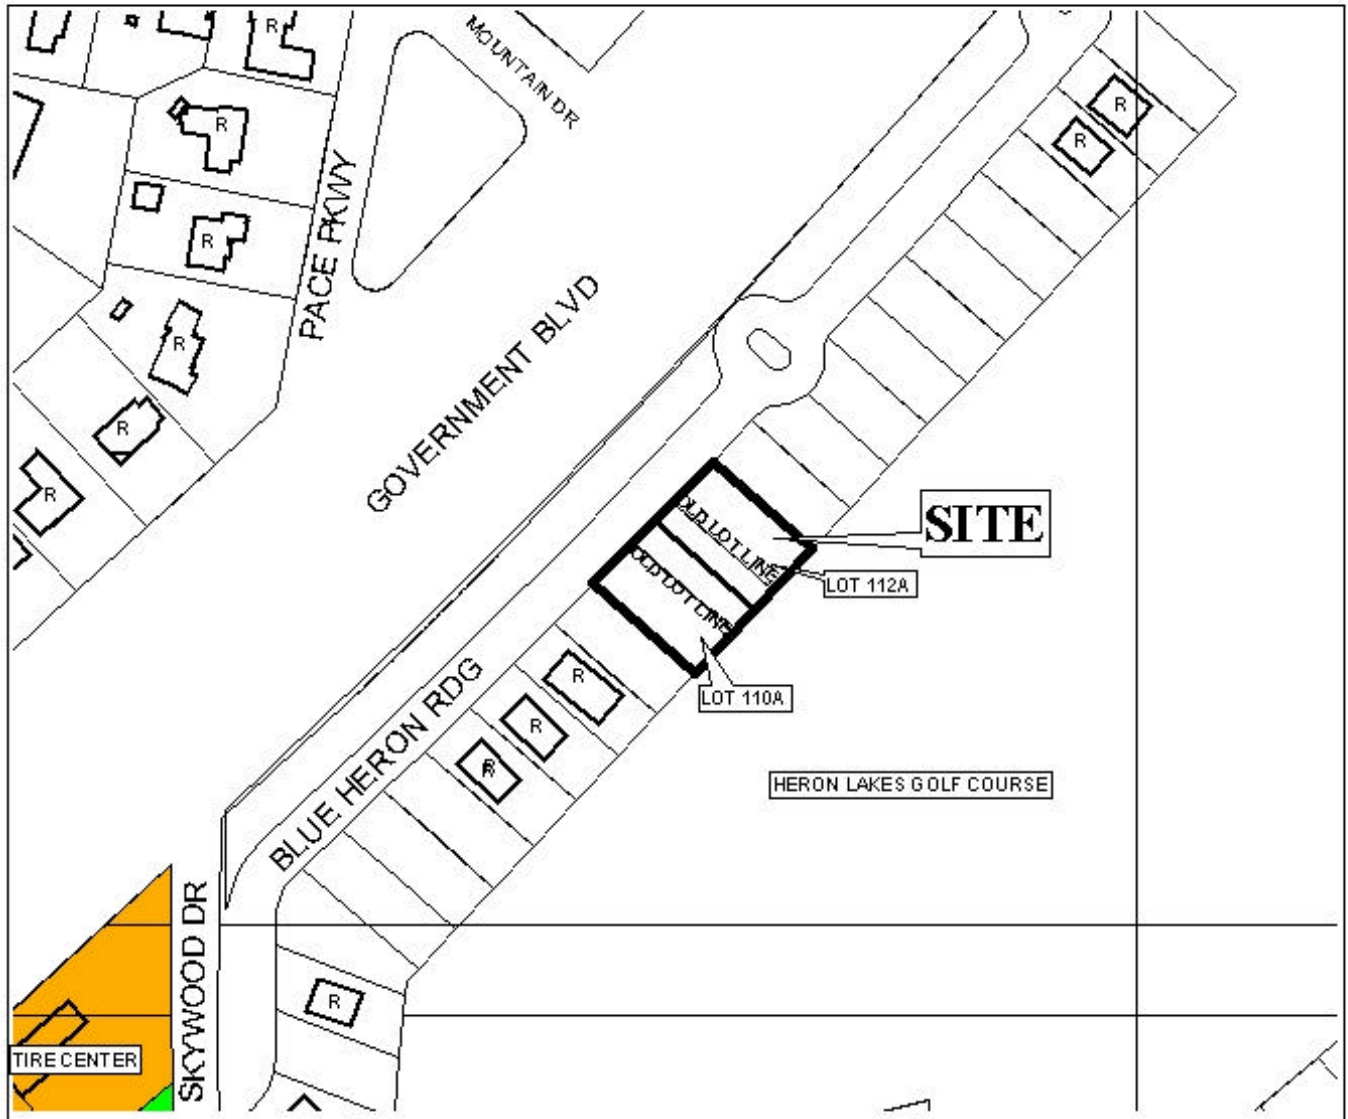 R
MOUNTAIN DR
R
R
R
R
PACE PKWY
R
GOVERNMENT BLVD
R
R
R
OLD LOT LINE
SITE
OLD LOT LINE
LOT 112A
LOT 110A
R
R
R
BLUE HERON RDG
HERON LAKES GOLF COURSE
SKYWOOD DR
R
TIRE CENTER